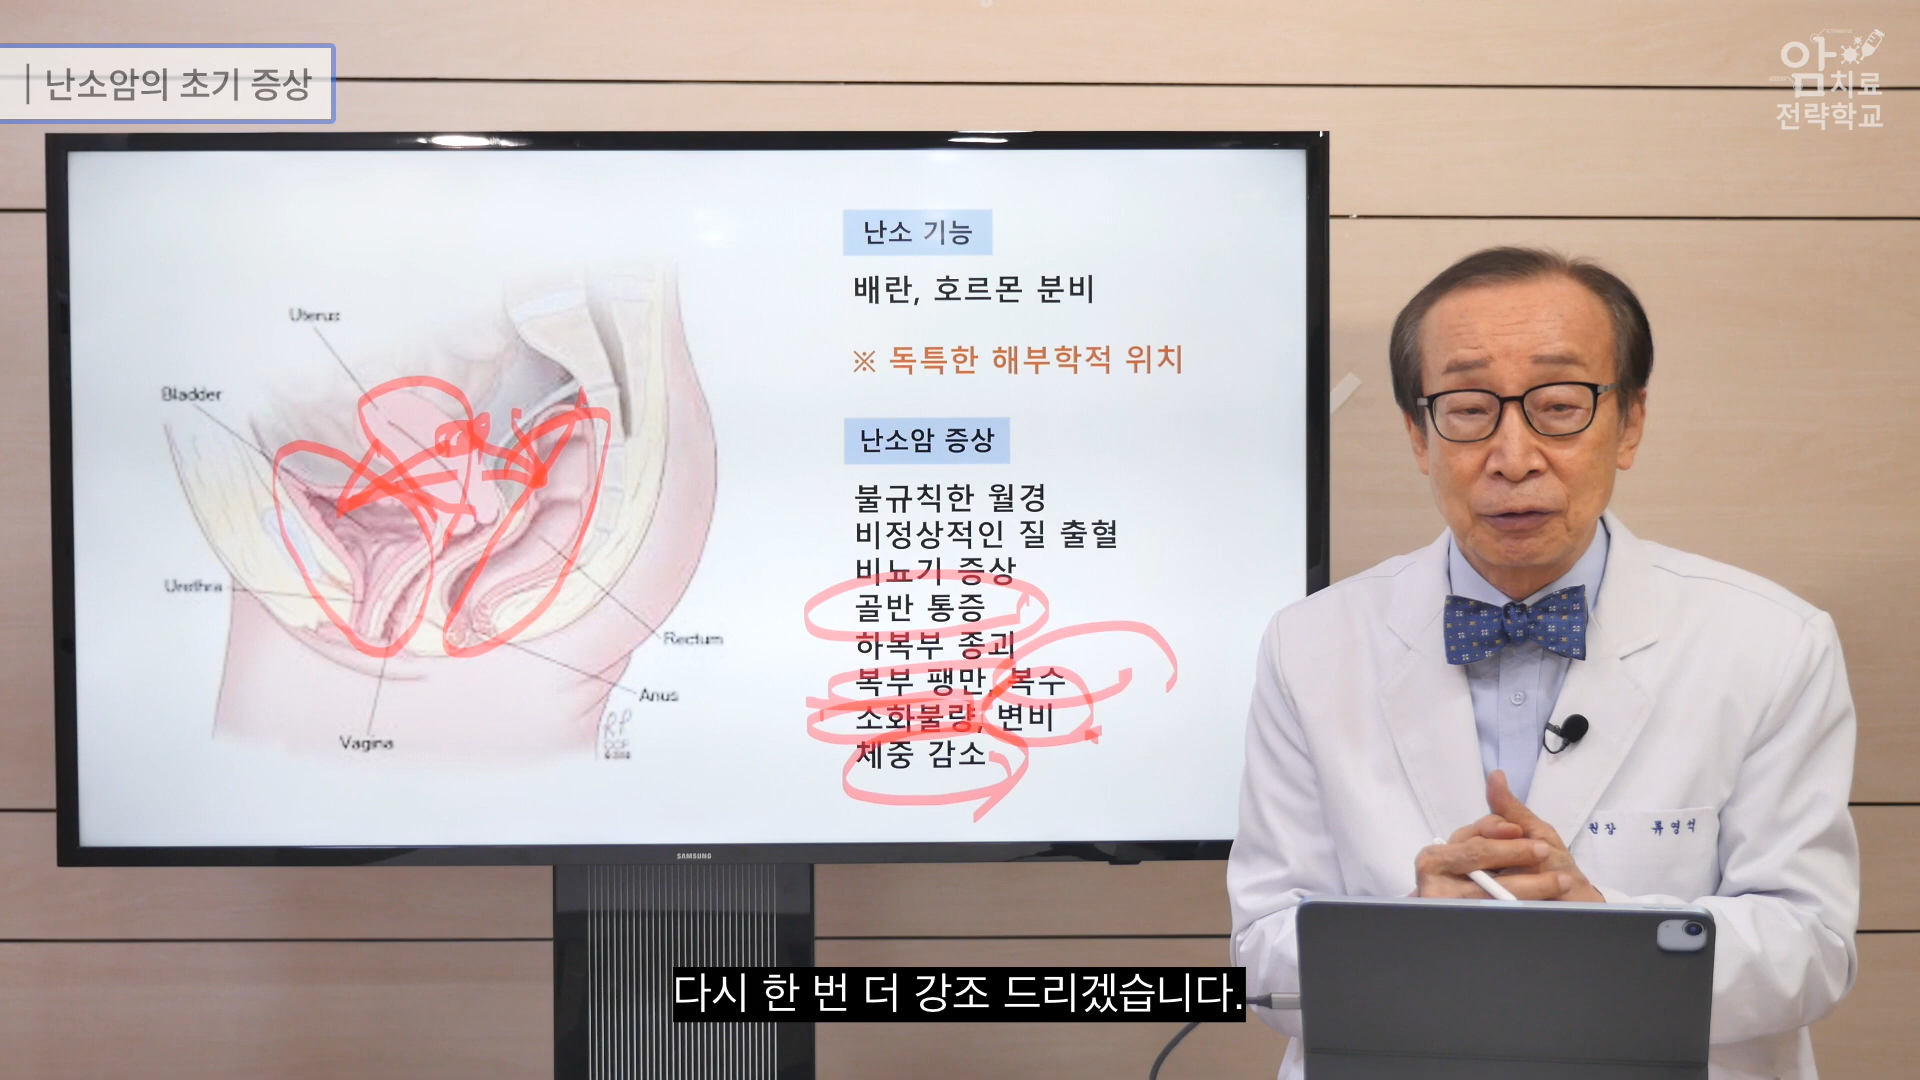 | 난소암의 초기 증상
암치료
전략학교
난소 기능
배란, 호르몬 분비
※ 독특한 해부학적 위치
난소암 증상
불규칙한 월경
비정상적인 질 출혈
비뇨기 증상
골반 통증
하복부 종괴
복부 팽만, 복수
소화불량, 변비
체중 감소
Uterus
Bladder
Urethra
Rectum
Anus
Vagina
SAMSUNG
원장 류영석
다시 한 번 더 강조 드리겠습니다.